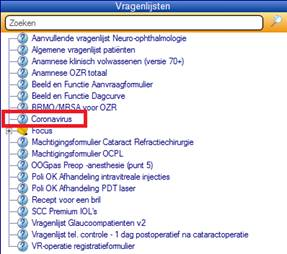 Vragenlijsten
Zoeken
Aanvullende vragenlijst Neuro-ophthalmologie
Algemene vragenlijst patiënten
Anamnese klinisch volwassenen (versie 70+)
Anamnese OZR totaal
Beeld en Functie Aanvraagformulier
Beeld en Functie Dagcurve
BRMO/MRSA voor OZR
Coronavirus
Focus
Machtigingsformulier Cataract Refractiechirurgie
Machtigingsformulier OCPL
OOGpas Preop -anesthesie (punt 5)
Poli OK Afhandeling intravitreale injecties
Poli OK Afhandeling PDT laser
Recept voor een bril
SCC Premium IOL's
Vragenlijst Glaucoompatienten v2
Vragenlijst tel. controle - 1 dag postoperatief na cataractoperatie
VR-operatie registratieformulier